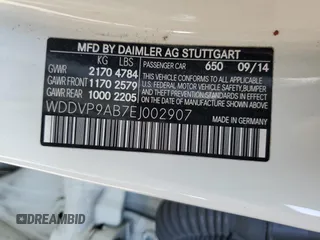 MFD BY DAIMLER AG STUTTGART
KG LBS PASSENGER CAR 650 09/14
GVWR 2170 4784
GAWR FRONT 1170 2579
GAWR REAR 1000 2205
THIS VEHICLE CONFORMS TO ALL APPLICABLE
U.S. FEDERAL MOTOR VEHICLE SAFETY, BUMPER,
AND THEFT PREVENTION STANDARDS IN EFFECT
ON THE DATE OF MANUFACTURE SHOWN ABOVE.
WDDVP9AB7EJ002907
MADE IN GERMANY
DREAMBID